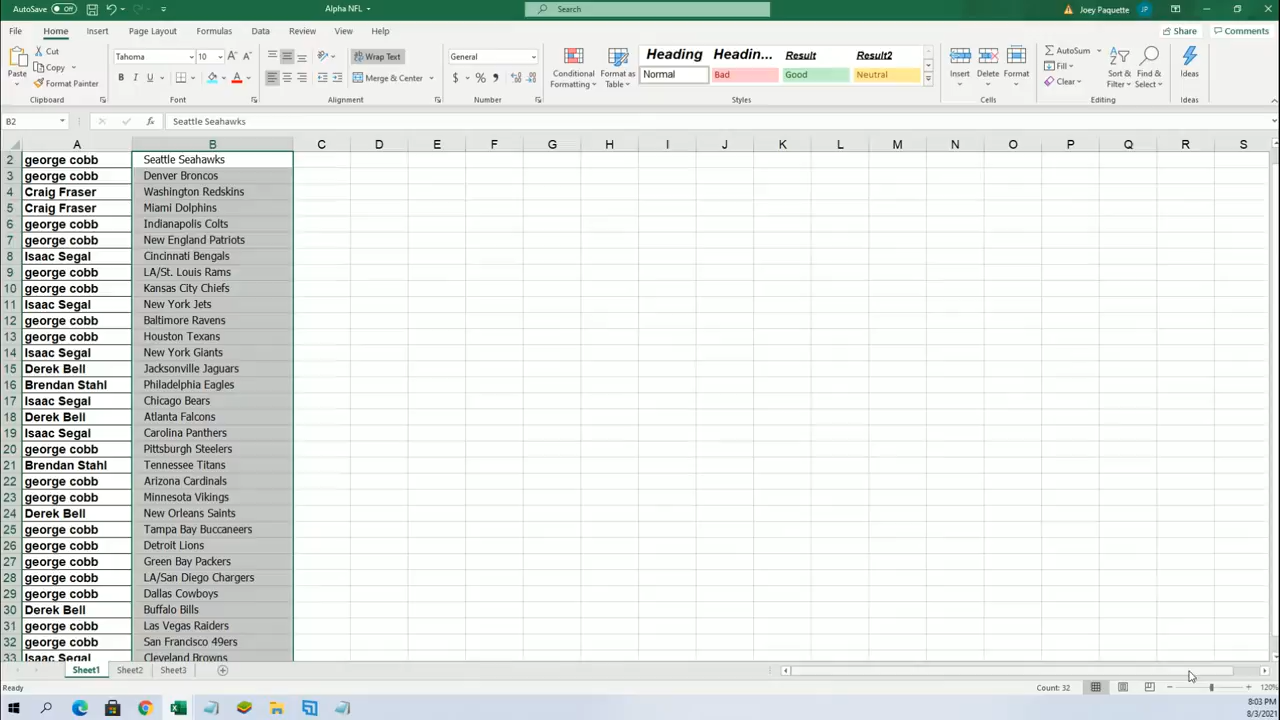 AutoSave Off
Alpha NFL
Search
Joey Paquette JP
File Home Insert Page Layout Formulas Data Review View Help
Share Comments
Paste
Cut
Copy
Format Painter
Clipboard
Tahoma 10
B I U
Font
Wrap Text
Merge & Center
Alignment
General
$ % 9
Number
Conditional Formatting
Format as Table
Heading Headin... Result Result2
Normal Bad Good Neutral
Styles
Insert Delete Format
Cells
AutoSum
Fill
Clear
Sort & Filter
Find & Select
Editing
Ideas
Ideas
B2 fx Seattle Seahawks
A B C D E F G H I J K L M N O P Q R S
2 george cobb Seattle Seahawks
3 george cobb Denver Broncos
4 Craig Fraser Washington Redskins
5 Craig Fraser Miami Dolphins
6 george cobb Indianapolis Colts
7 george cobb New England Patriots
8 Isaac Segal Cincinnati Bengals
9 george cobb LA/St. Louis Rams
10 george cobb Kansas City Chiefs
11 Isaac Segal New York Jets
12 george cobb Baltimore Ravens
13 george cobb Houston Texans
14 Isaac Segal New York Giants
15 Derek Bell Jacksonville Jaguars
16 Brendan Stahl Philadelphia Eagles
17 Isaac Segal Chicago Bears
18 Derek Bell Atlanta Falcons
19 Isaac Segal Carolina Panthers
20 george cobb Pittsburgh Steelers
21 Brendan Stahl Tennessee Titans
22 george cobb Arizona Cardinals
23 george cobb Minnesota Vikings
24 Derek Bell New Orleans Saints
25 george cobb Tampa Bay Buccaneers
26 george cobb Detroit Lions
27 george cobb Green Bay Packers
28 george cobb LA/San Diego Chargers
29 george cobb Dallas Cowboys
30 Derek Bell Buffalo Bills
31 george cobb Las Vegas Raiders
32 george cobb San Francisco 49ers
33 Isaac Segal Cleveland Browns
Sheet1 Sheet2 Sheet3
Ready
Count: 32
120%
8:03 PM
8/3/2021